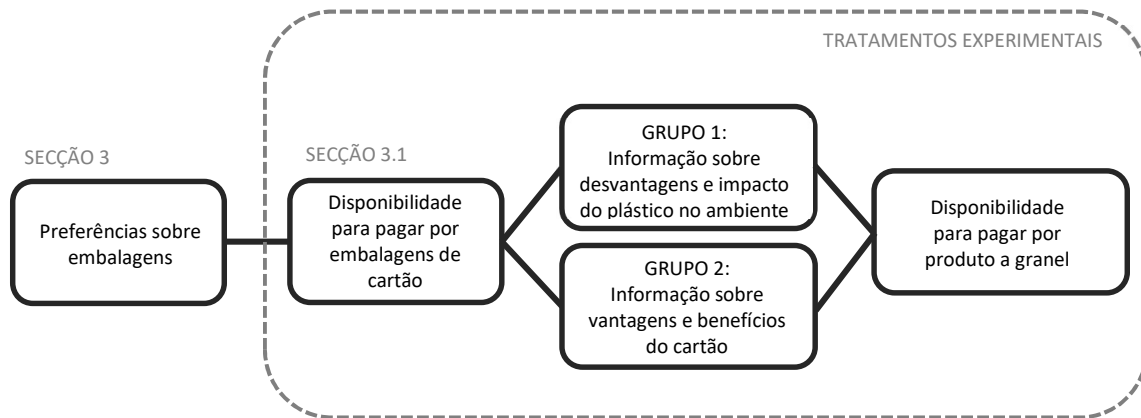 TRATAMENTOS EXPERIMENTAIS
SECÇÃO 3
Preferências sobre
embalagens
SECÇÃO 3.1
Disponibilidade
para pagar por
embalagens de
cartão
GRUPO 1:
Informação sobre
desvantagens e impacto
do plástico no ambiente
GRUPO 2:
Informação sobre
vantagens e benefícios
do cartão
Disponibilidade
para pagar por
produto a granel